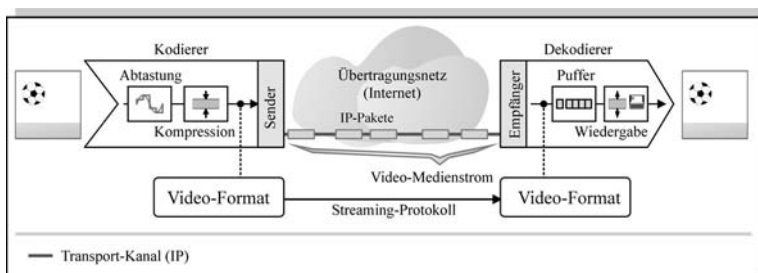 Kodierer
Dekodierer
Abtastung
Kompression
Sender
Übertragungsnetz
(Internet)
IP-Pakete
Empfänger
Puffer
Wiedergabe
Video-Medienstrom
Video-Format
Streaming-Protokoll
Video-Format
Transport-Kanal (IP)